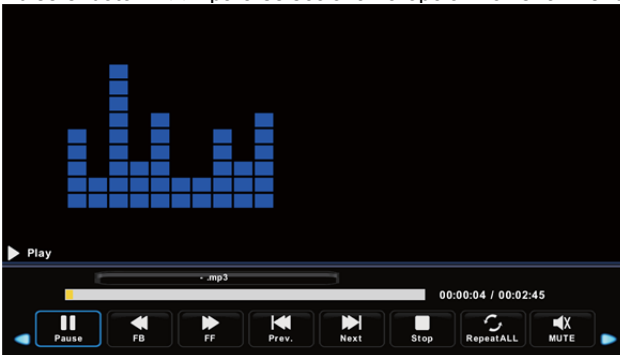 Play
- .mp3
00:00:04 / 00:02:45
Pause FB FF Prev. Next Stop RepeatALL MUTE